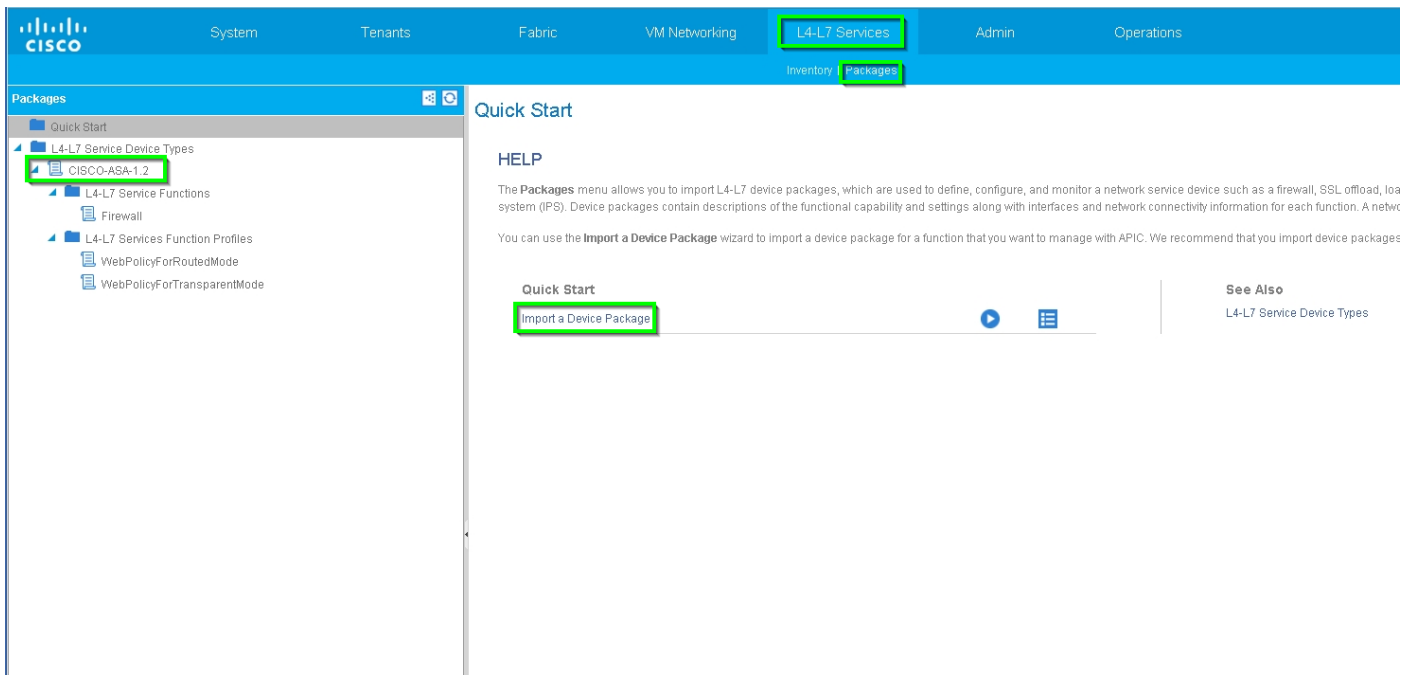 CISCO
System
Tenants
Fabric
VM Networking
L4-L7 Services
Admin
Operations
Inventory | Packages
Packages
Quick Start
L4-L7 Service Device Types
CISCO-ASA-1.2
L4-L7 Service Functions
Firewall
L4-L7 Services Function Profiles
WebPolicyForRoutedMode
WebPolicyForTransparentMode
Quick Start
HELP
The Packages menu allows you to import L4-L7 device packages, which are used to define, configure, and monitor a network service device such as a firewall, SSL offload, loa
system (IPS). Device packages contain descriptions of the functional capability and settings along with interfaces and network connectivity information for each function. A netwo
You can use the Import a Device Package wizard to import a device package for a function that you want to manage with APIC. We recommend that you import device packages
Quick Start
Import a Device Package
See Also
L4-L7 Service Device Types